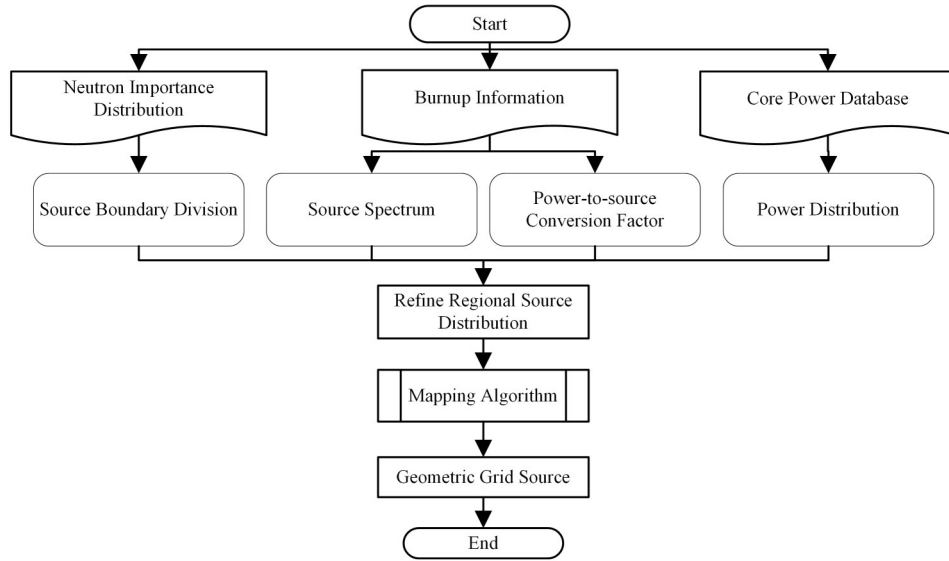 Start
Neutron Importance
Distribution
Burnup Information
Core Power Database
Source Boundary Division
Source Spectrum
Power-to-source
Conversion Factor
Power Distribution
Refine Regional Source
Distribution
Mapping Algorithm
Geometric Grid Source
End